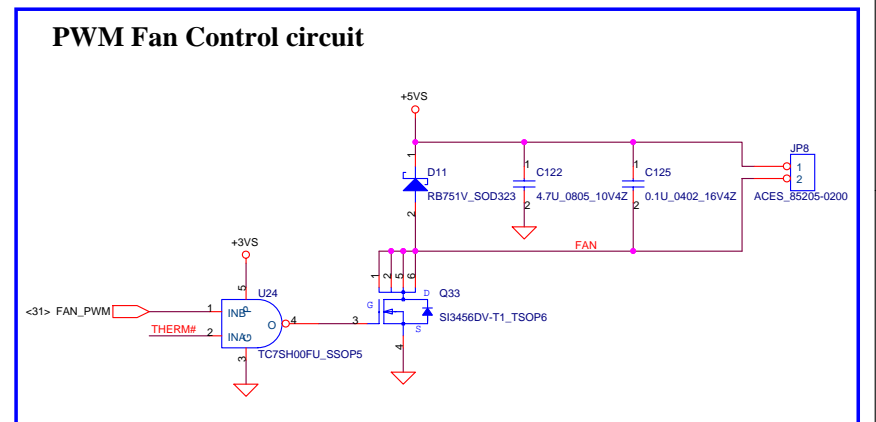 PWM Fan Control circuit
+5VS
JP8
1
2
ACES_85205-0200
1
D11
RB751V_SOD323
2
1
C122
4.7U_0805_10V4Z
2
1
C125
0.1U_0402_16V4Z
2
FAN
+3VS
1
2
5
6
D
Q33
G
S
SI3456DV-T1_TSOP6
3
4
5
U24
<31> FAN_PWM
1
INB
P
THERM#
2
INA
G
O
4
3
TC7SH00FU_SSOP5